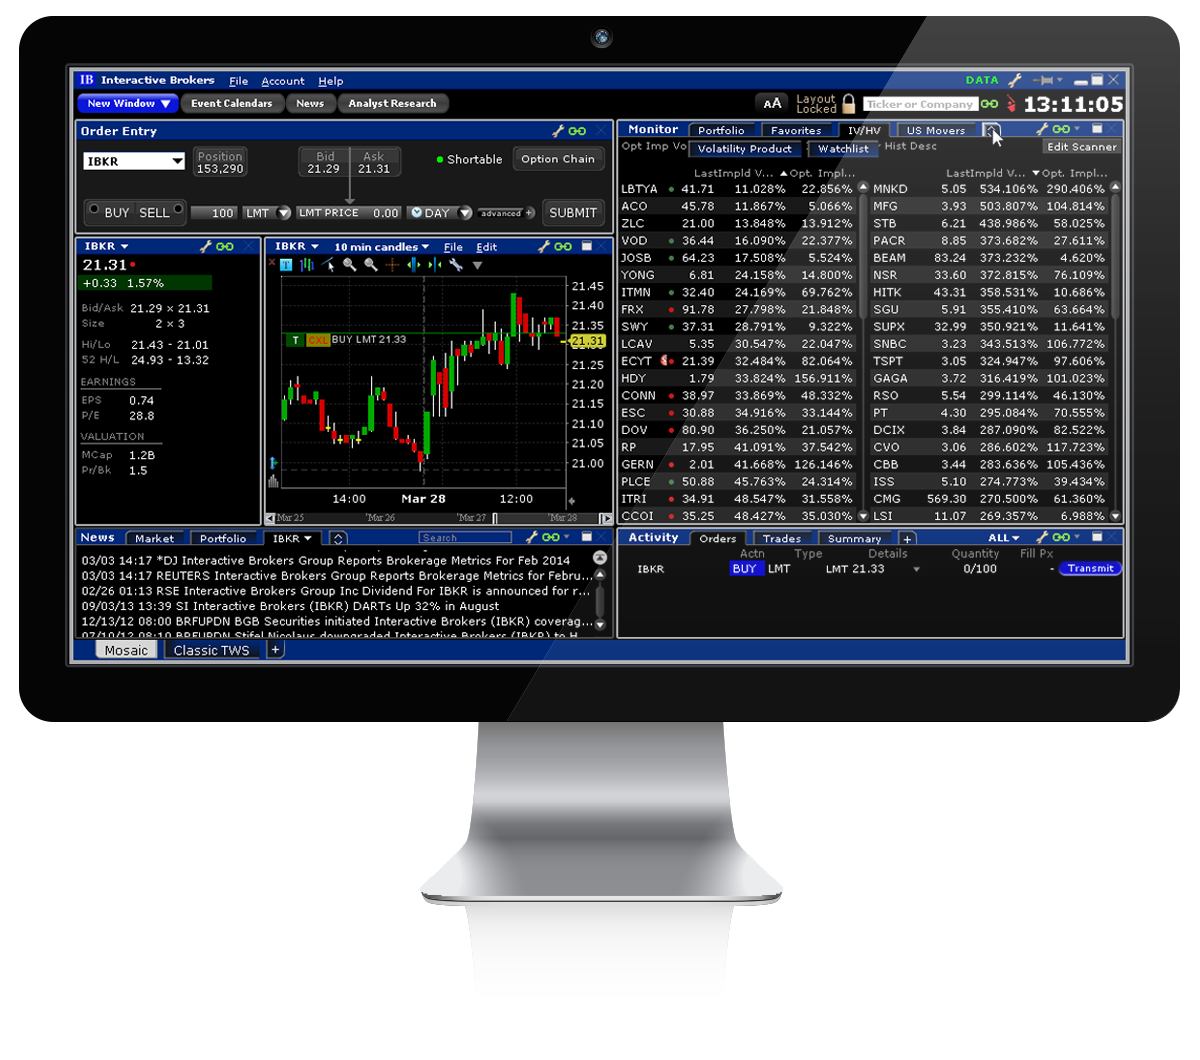 IB Interactive Brokers File Account Help DATA
New Window Event Calendars News Analyst Research AA Layout Locked Ticker or Company 13:11:05
Order Entry
IBKR Position 153,290 Bid 21.29 Ask 21.31 Shortable Option Chain
BUY SELL 100 LMT LMT PRICE 0.00 DAY advanced + SUBMIT
IBKR
21.31
+0.33 1.57%
Bid/Ask 21.29 × 21.31
Size 2 × 3
Hi/Lo 21.43 - 21.01
52 H/L 24.93 - 13.32
EARNINGS
EPS 0.74
P/E 28.8
VALUATION
MCap 1.2B
Pr/Bk 1.5
IBKR 10 min candles File Edit
T
21.45
21.40
21.35
T CXL BUY LMT 21.33
21.31
21.25
21.20
21.15
21.10
21.05
21.00
14:00 Mar 28 12:00
Mar 25 'Mar 26 'Mar 27 'Mar 28
Monitor Portfolio Favorites IV/HV US Movers
Opt Imp Vo Volatility Product Watchlist Hist Desc Edit Scanner
Last Impld V... Opt. Impl...
LBTYA 41.71 11.028% 22.856%
ACO 45.78 11.867% 5.066%
ZLC 21.00 13.848% 13.912%
VOD 36.44 16.090% 22.377%
JOSB 64.23 17.508% 5.524%
YONG 6.81 24.158% 14.800%
ITMN 32.40 24.169% 69.762%
FRX 91.78 27.798% 21.848%
SWY 37.31 28.791% 9.322%
LCAV 5.35 30.547% 22.047%
ECYT 21.39 32.484% 82.064%
HDY 1.79 33.824% 156.911%
CONN 38.97 33.869% 48.332%
ESC 30.88 34.916% 33.144%
DOV 80.90 36.250% 21.057%
RP 17.95 41.091% 37.542%
GERN 2.01 41.668% 126.146%
PLCE 50.88 45.763% 24.314%
ITRI 34.91 48.547% 31.558%
CCOI 35.25 48.427% 35.030%
Last Impld V... Opt. Impl...
MNKD 5.05 534.106% 290.406%
MFG 3.93 503.807% 104.814%
STB 6.21 438.986% 58.025%
PACR 8.85 373.682% 27.611%
BEAM 83.24 373.232% 4.620%
NSR 33.60 372.815% 76.109%
HITK 43.31 358.531% 10.686%
SGU 5.91 355.410% 63.664%
SUPX 32.99 350.921% 11.641%
SNBC 3.23 343.513% 106.772%
TSPT 3.05 324.947% 97.606%
GAGA 3.72 316.419% 101.023%
RSO 5.54 299.114% 46.130%
PT 4.30 295.084% 70.555%
DCIX 3.84 287.090% 82.522%
CVO 3.06 286.602% 117.723%
CBB 3.44 283.636% 105.436%
ISS 5.10 274.773% 39.434%
CMG 569.30 270.500% 61.360%
LSI 11.07 269.357% 6.988%
News Market Portfolio IBKR Search
03/03 14:17 *DJ Interactive Brokers Group Reports Brokerage Metrics For Feb 2014
03/03 14:17 REUTERS Interactive Brokers Group Reports Brokerage Metrics for Febru...
02/26 01:13 RSE Interactive Brokers Group Inc Dividend For IBKR is announced for r...
09/03/13 13:39 SI Interactive Brokers (IBKR) DARTs Up 32% in August
12/13/12 08:00 BGB Securities initiated Interactive Brokers (IBKR) coverag...
07/10/12 08:10 BRFUPDN Stifel Nicolaus downgraded Interactive Brokers (IBKR) to H
Activity Orders Trades Summary + ALL
Actn Type Details Quantity Fill Px
IBKR BUY LMT LMT 21.33 0/100 - Transmit
Mosaic Classic TWS +